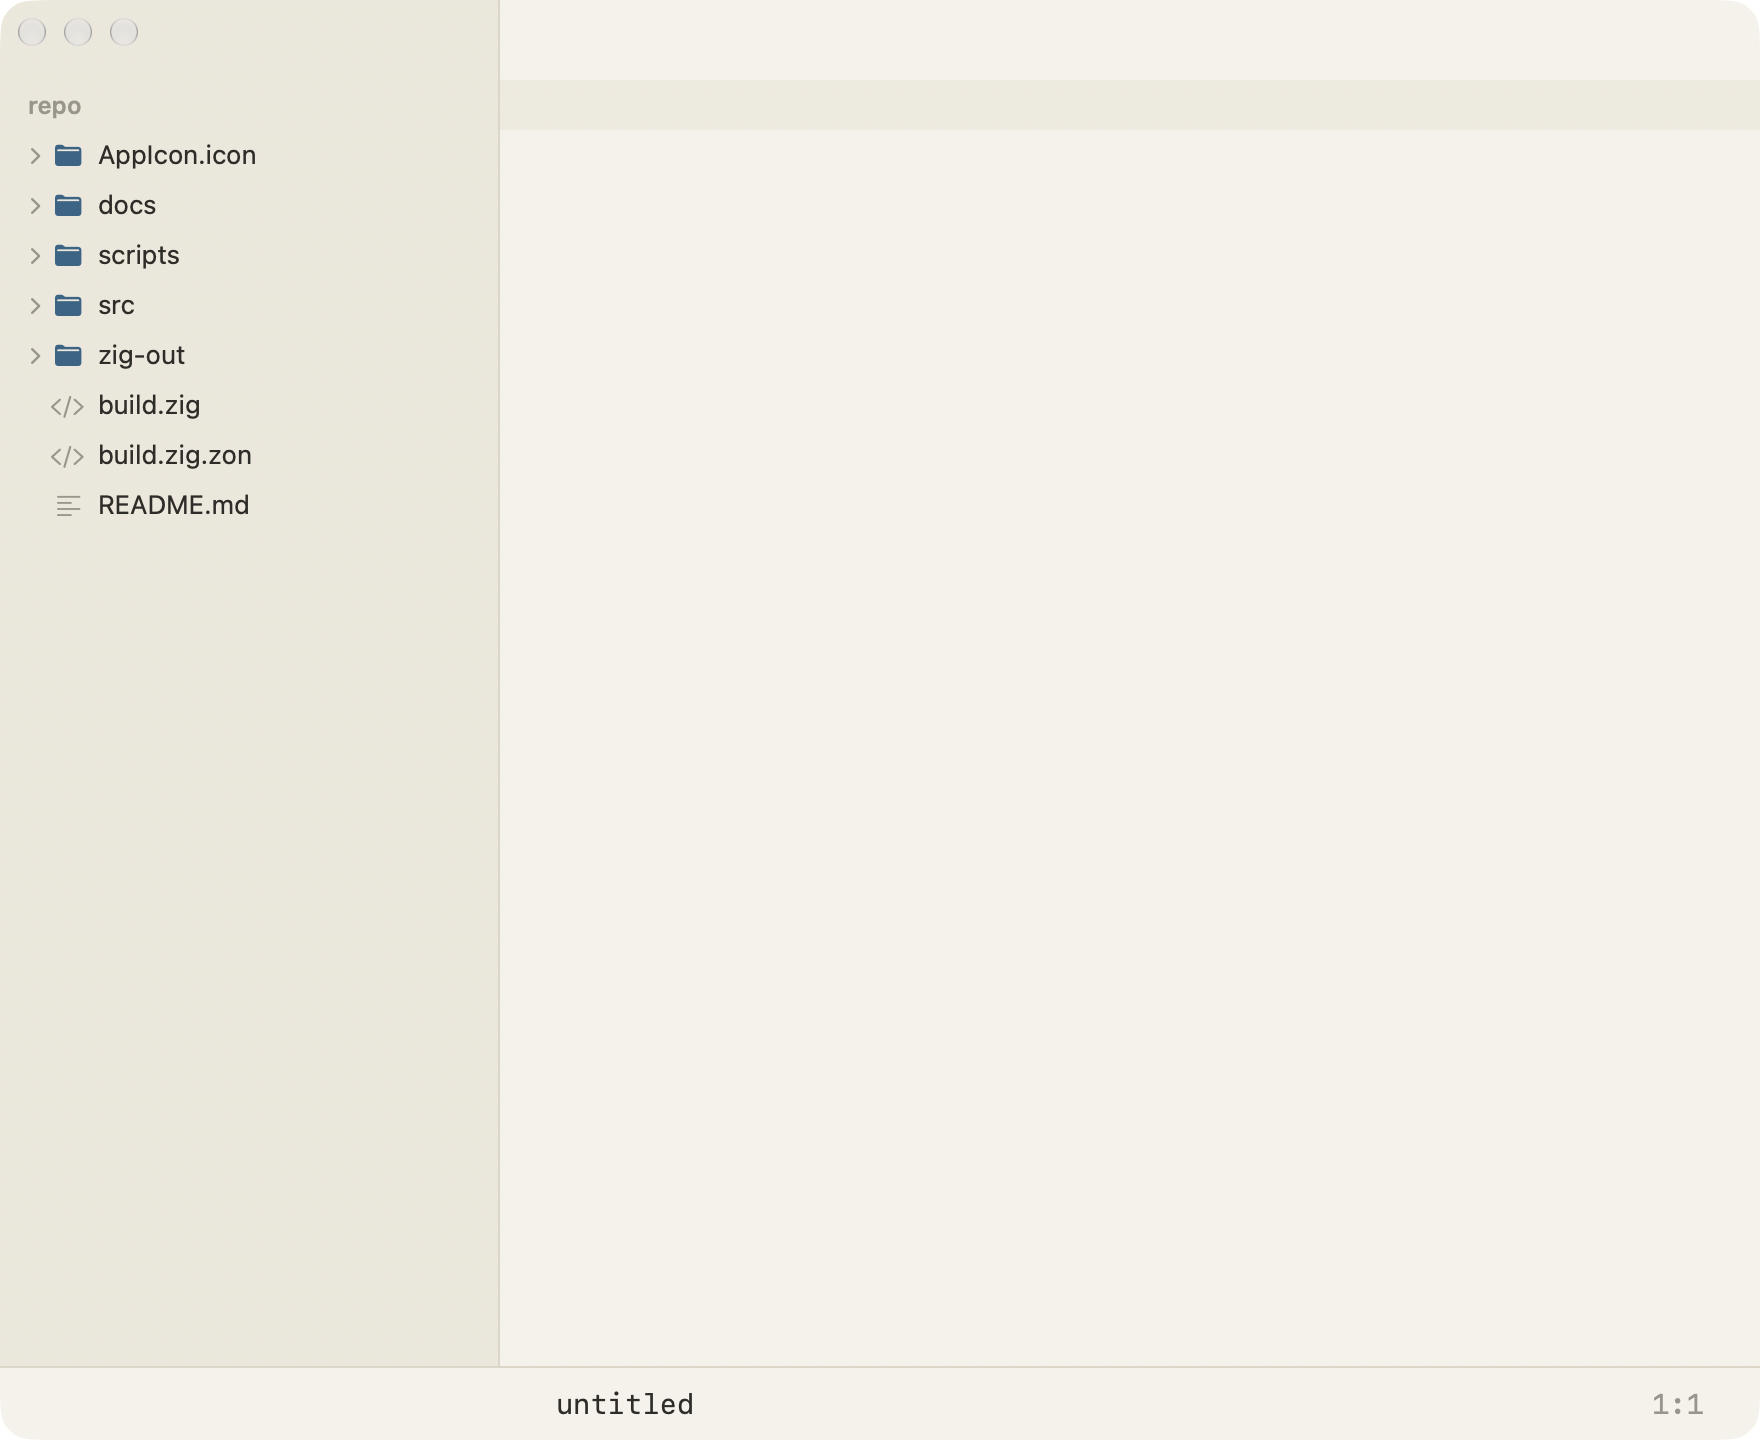 repo
AppIcon.icon
docs
scripts
src
zig-out
build.zig
build.zig.zon
README.md
untitled
1:1